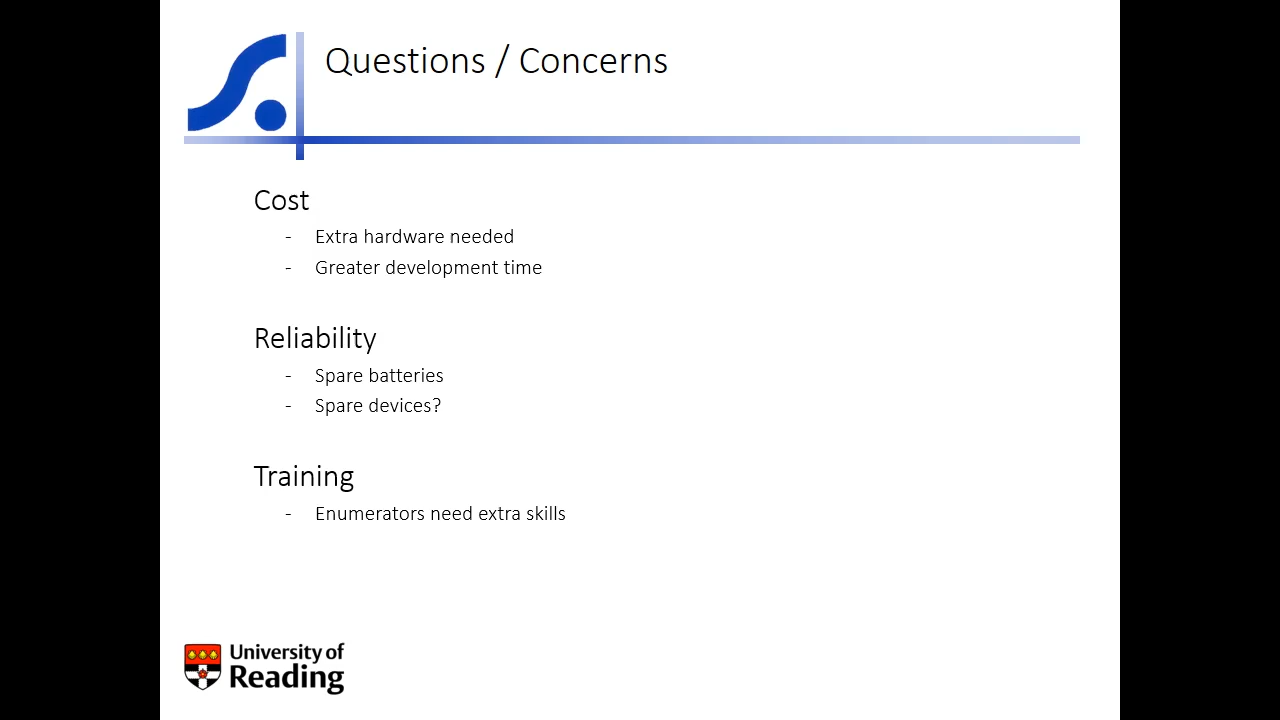 Questions / Concerns
Cost
- Extra hardware needed
- Greater development time
Reliability
- Spare batteries
- Spare devices?
Training
- Enumerators need extra skills
University of
Reading